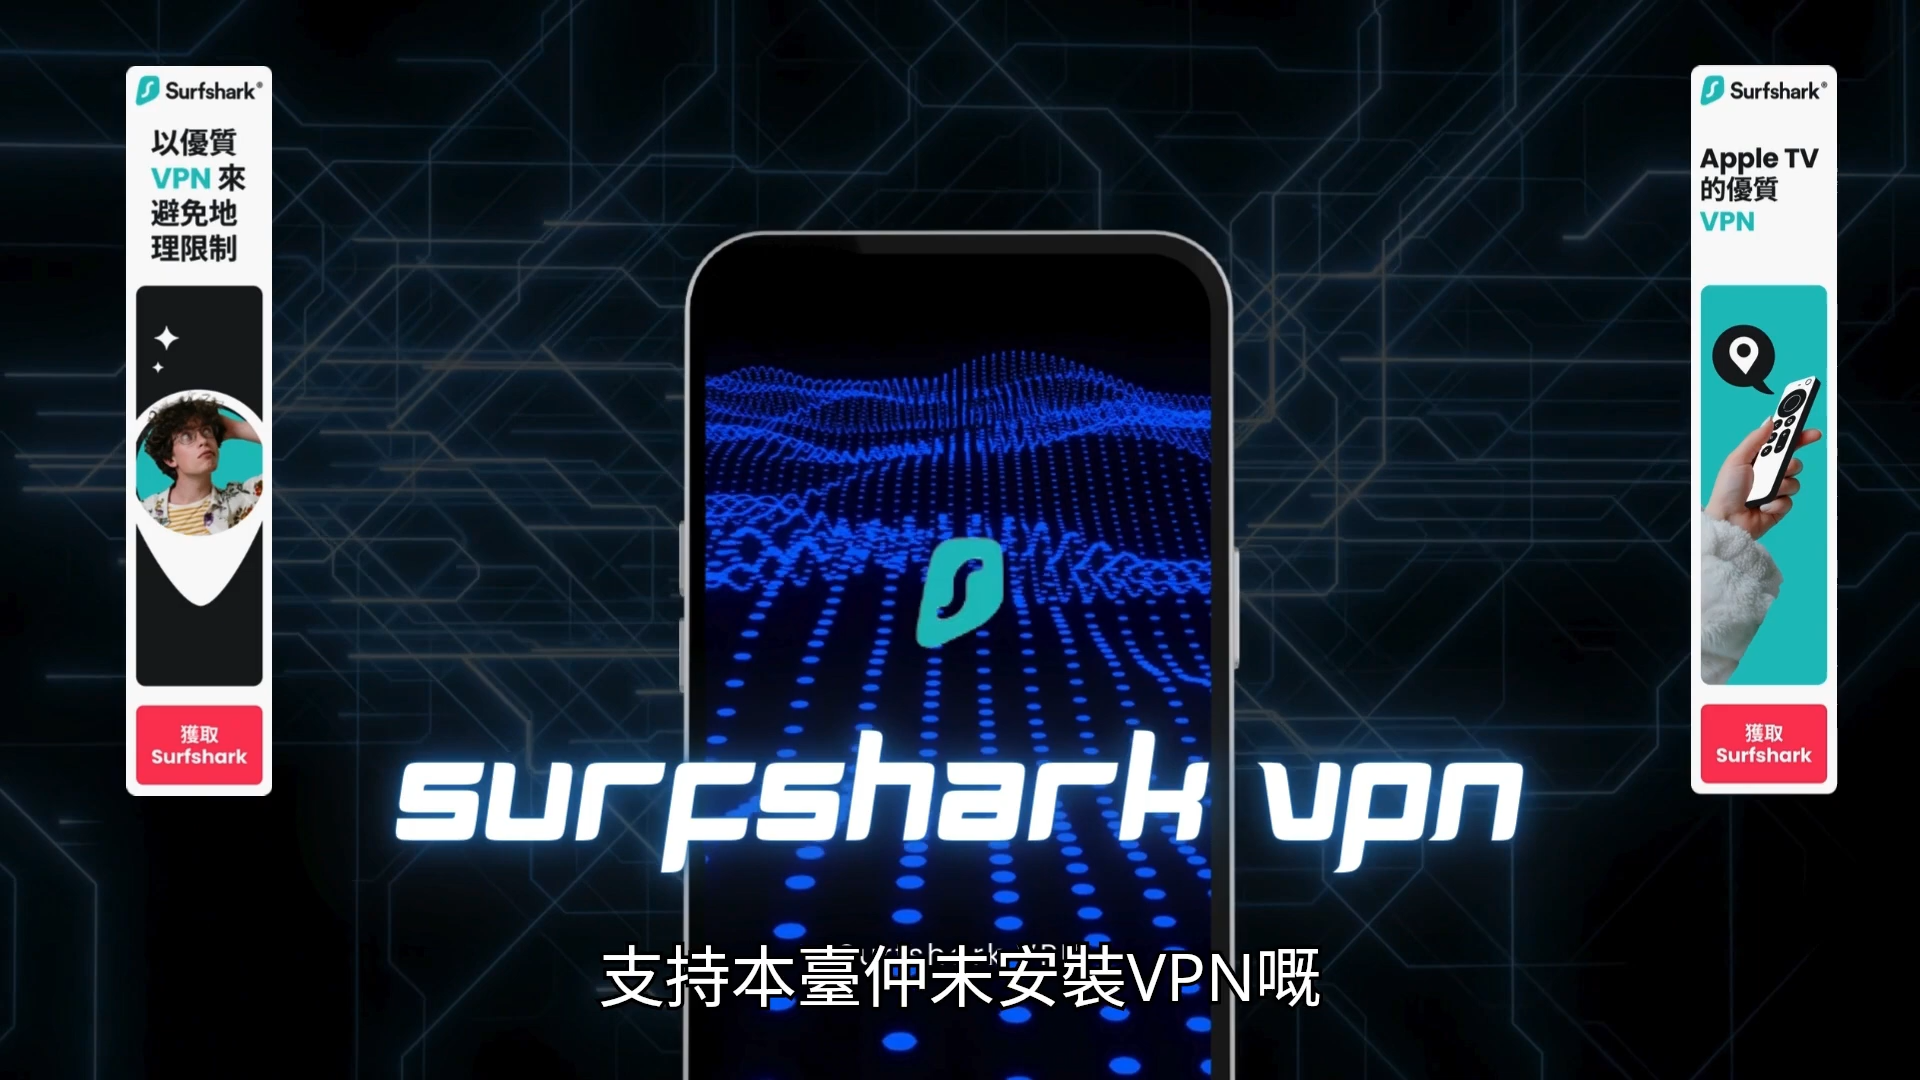 Surfshark®
以優質
VPN 來
避免地
理限制
獲取
Surfshark
Surfshark®
Apple TV
的優質
VPN
獲取
Surfshark
surfshark vpn
Surfshark VPN
支持本臺仲未安裝VPN嘅